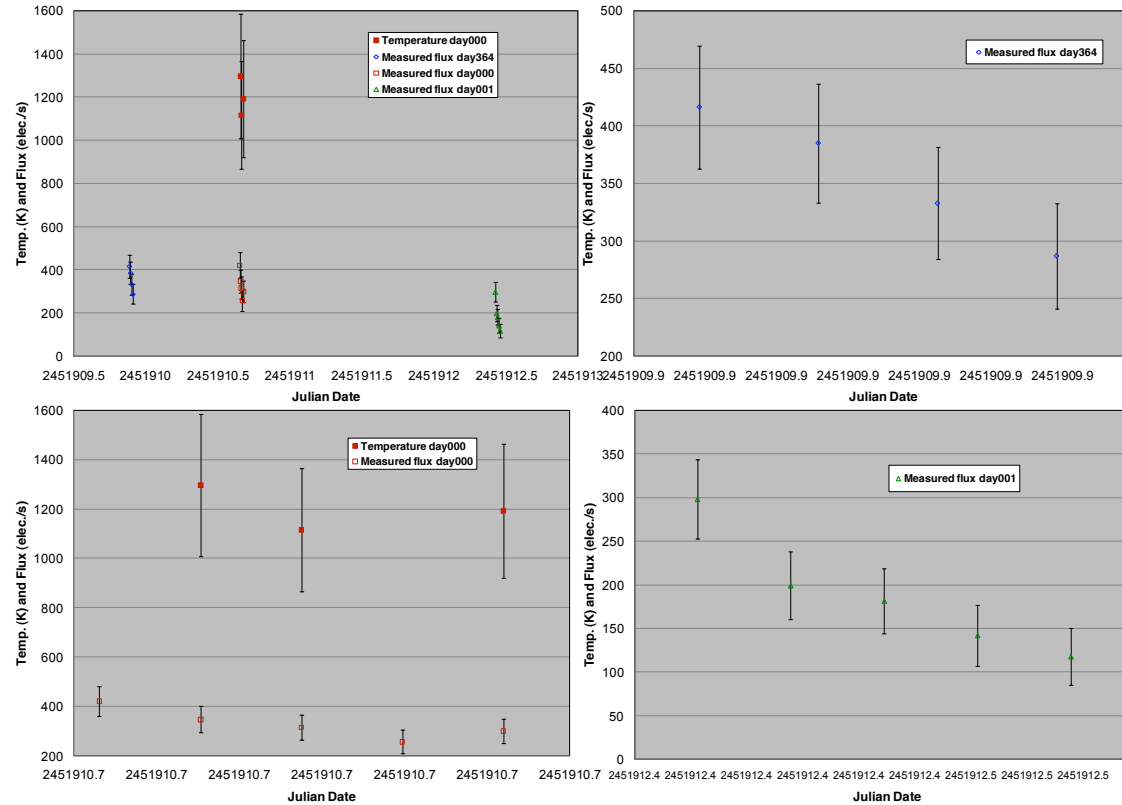 1600
1400
1200
1000
800
600
400
200
0
Temp. (K) and Flux (elec./s)
Temperature day000
Measured flux day364
Measured flux day000
Measured flux day001
2451909.5 2451910 2451910.5 2451911 2451911.5 2451912 2451912.5 2451913
Julian Date
500
450
400
350
300
250
200
Temp. (K) and Flux (elec./s)
Measured flux day364
2451909.9 2451909.9 2451909.9 2451909.9 2451909.9 2451909.9 2451909.9
Julian Date
1600
1400
1200
1000
800
600
400
200
Temp. (K) and Flux (elec./s)
Temperature day000
Measured flux day000
2451910.7 2451910.7 2451910.7 2451910.7 2451910.7 2451910.7 2451910.7
Julian Date
400
350
300
250
200
150
100
50
0
Temp. (K) and Flux (elec./s)
Measured flux day001
2451912.4 2451912.4 2451912.4 2451912.4 2451912.4 2451912.5 2451912.5 2451912.5 2451912.5
Julian Date